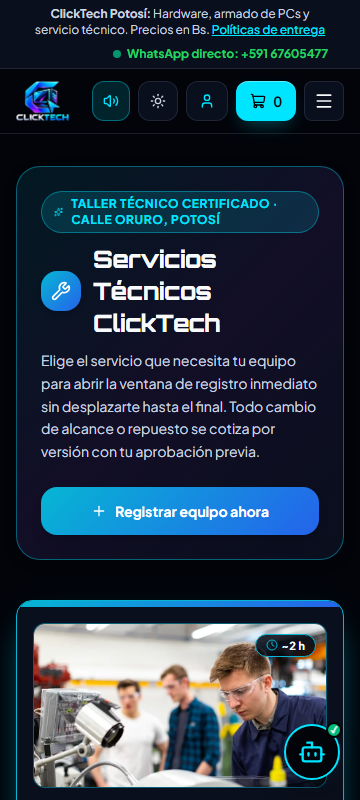 ClickTech Potosí: Hardware, armado de PCs y
servicio técnico. Precios en Bs. Políticas de entrega
WhatsApp directo: +591 67605477
CLICKTECH
0
TALLER TÉCNICO CERTIFICADO ·
CALLE ORURO, POTOSÍ
Servicios
Técnicos
ClickTech
Elige el servicio que necesita tu equipo
para abrir la ventana de registro inmediato
sin desplazarte hasta el final. Todo cambio
de alcance o repuesto se cotiza por
versión con tu aprobación previa.
+ Registrar equipo ahora
~2 h